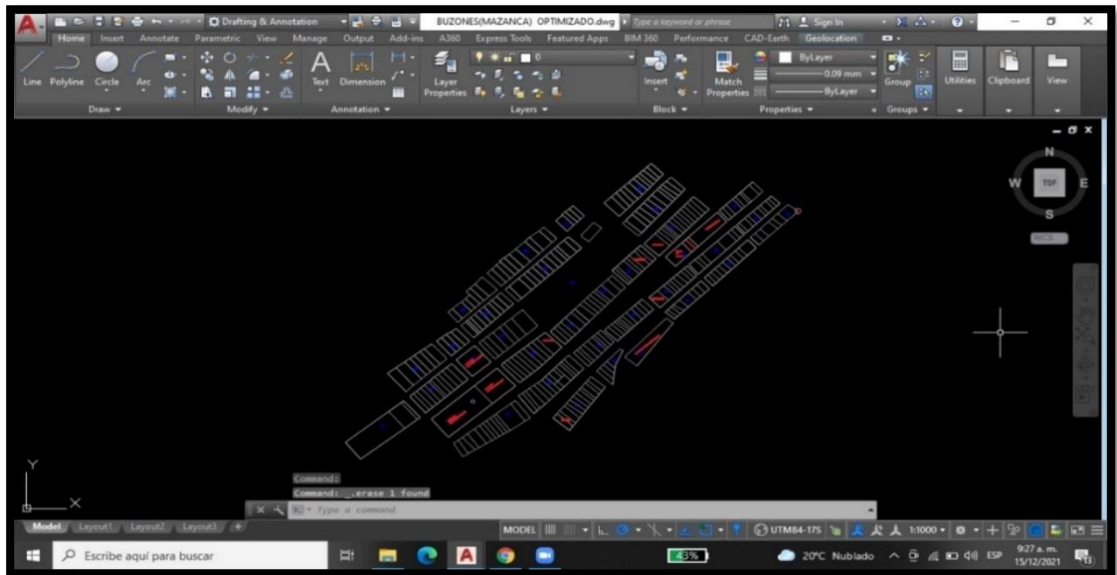 Drafting & Annotation
BUZONES(MAZANCA) OPTIMIZADO.dwg
Type a keyword or phrase
Sign In
Home Insert Annotate Parametric View Manage Output Add-ins A360 Express Tools Featured Apps BIM 360 Performance CAD-Earth Geolocation
0
ByLayer
0.09 mm
ByLayer
Line Polyline Circle Arc
Text Dimension
Layer Properties
Insert
Match Properties
Group
Utilities
Clipboard
View
Draw Modify Annotation Layers Block Properties Groups
N
W TOP E
S
WCS
Y
X
Command:
Command: _.erase 1 found
Type a command
Model Layout1 Layout2 Layout3 +
MODEL UTM84-17S 1:1000
Escribe aquí para buscar
43%
20°C Nublado
ESP
9:27 a. m.
15/12/2021